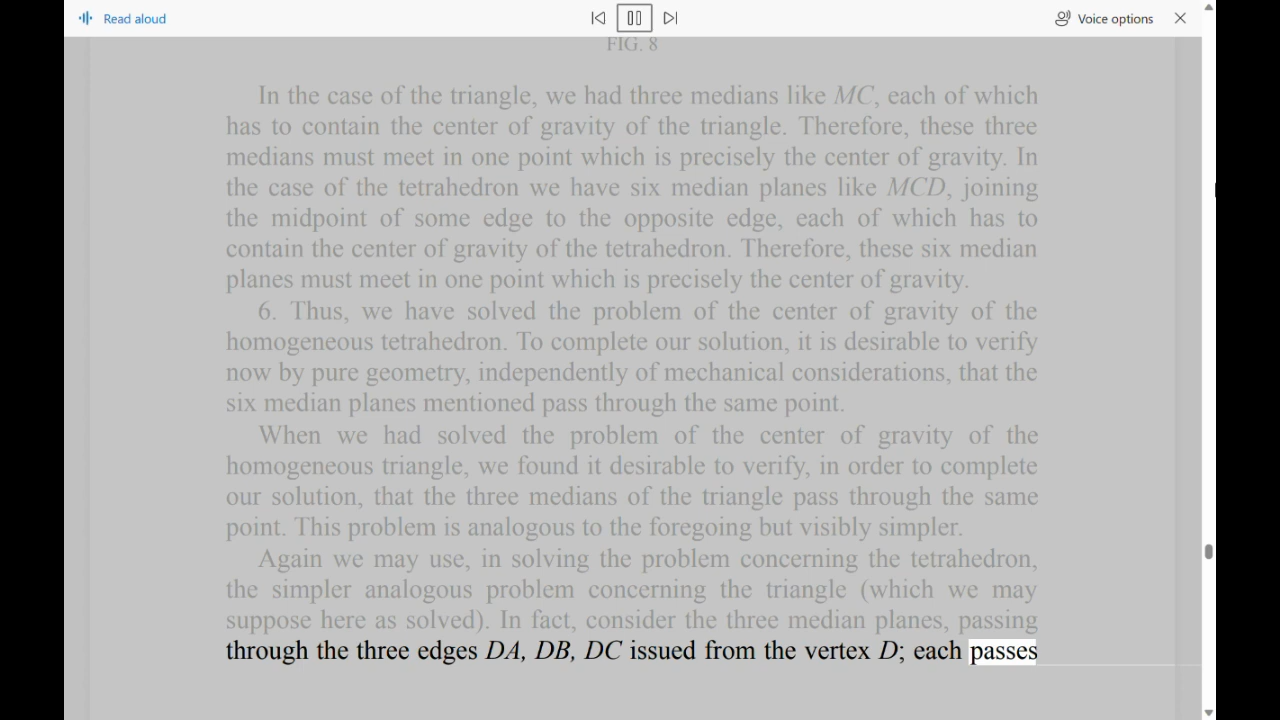 Read aloud
Voice options
FIG. 8
In the case of the triangle, we had three medians like MC, each of which
has to contain the center of gravity of the triangle. Therefore, these three
medians must meet in one point which is precisely the center of gravity. In
the case of the tetrahedron we have six median planes like MCD, joining
the midpoint of some edge to the opposite edge, each of which has to
contain the center of gravity of the tetrahedron. Therefore, these six median
planes must meet in one point which is precisely the center of gravity.
6. Thus, we have solved the problem of the center of gravity of the
homogeneous tetrahedron. To complete our solution, it is desirable to verify
now by pure geometry, independently of mechanical considerations, that the
six median planes mentioned pass through the same point.
When we had solved the problem of the center of gravity of the
homogeneous triangle, we found it desirable to verify, in order to complete
our solution, that the three medians of the triangle pass through the same
point. This problem is analogous to the foregoing but visibly simpler.
Again we may use, in solving the problem concerning the tetrahedron,
the simpler analogous problem concerning the triangle (which we may
suppose here as solved). In fact, consider the three median planes, passing
through the three edges DA, DB, DC issued from the vertex D; each passes